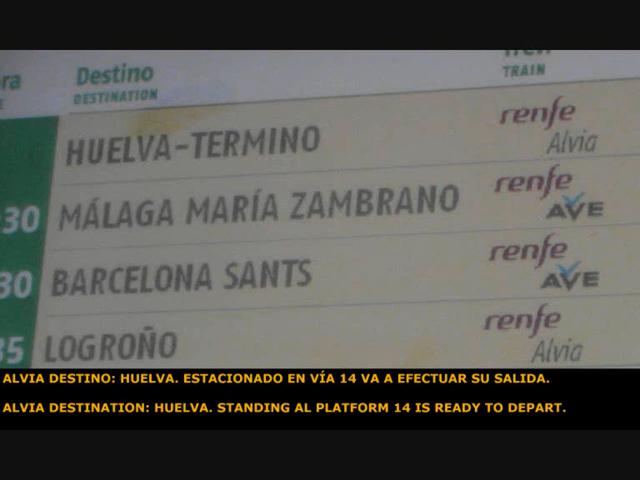 Destino
DESTINATION
TRAIN
HUELVA-TERMINO
renfe
Alvia
:30
MÁLAGA MARÍA ZAMBRANO
renfe
AVE
30
BARCELONA SANTS
renfe
AVE
35
LOGROÑO
renfe
Alvia
ALVIA DESTINO: HUELVA. ESTACIONADO EN VÍA 14 VA A EFECTUAR SU SALIDA.
ALVIA DESTINATION: HUELVA. STANDING AL PLATFORM 14 IS READY TO DEPART.